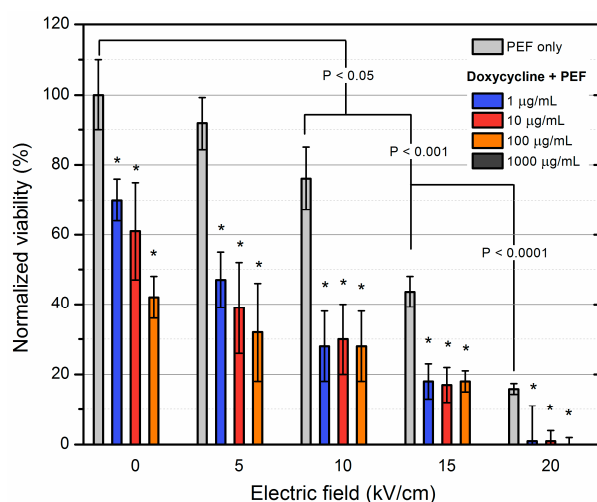 120
100
80
60
40
20
0
Normalized viability (%)
PEF only
Doxycycline + PEF
1 µg/mL
10 µg/mL
100 µg/mL
1000 µg/mL
P < 0.05
P < 0.001
P < 0.0001
* * *
* * *
* * *
* * *
* * *
0 5 10 15 20
Electric field (kV/cm)